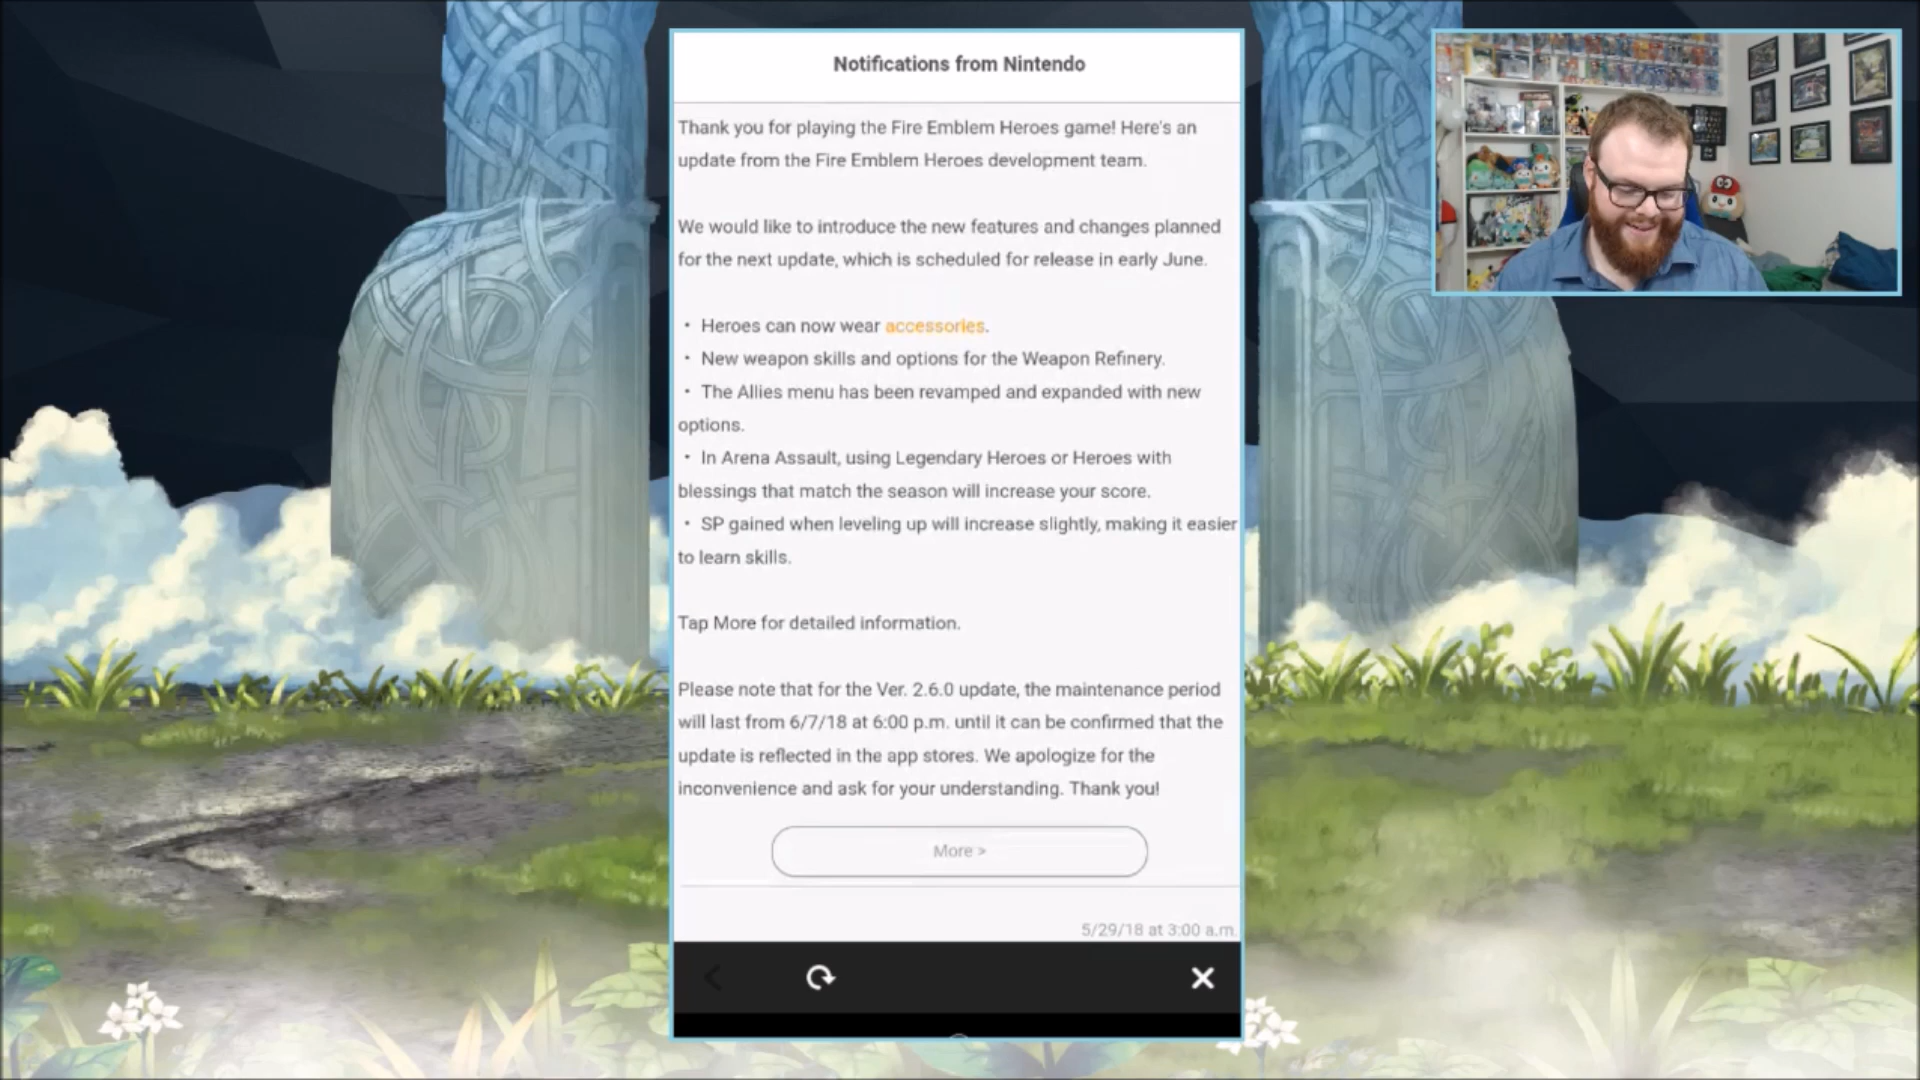 Notifications from Nintendo
Thank you for playing the Fire Emblem Heroes game! Here's an
update from the Fire Emblem Heroes development team.
We would like to introduce the new features and changes planned
for the next update, which is scheduled for release in early June.
・ Heroes can now wear accessories.
・ New weapon skills and options for the Weapon Refinery.
・ The Allies menu has been revamped and expanded with new
options.
・ In Arena Assault, using Legendary Heroes or Heroes with
blessings that match the season will increase your score.
・ SP gained when leveling up will increase slightly, making it easier
to learn skills.
Tap More for detailed information.
Please note that for the Ver. 2.6.0 update, the maintenance period
will last from 6/7/18 at 6:00 p.m. until it can be confirmed that the
update is reflected in the app stores. We apologize for the
inconvenience and ask for your understanding. Thank you!
More >
5/29/18 at 3:00 a.m.